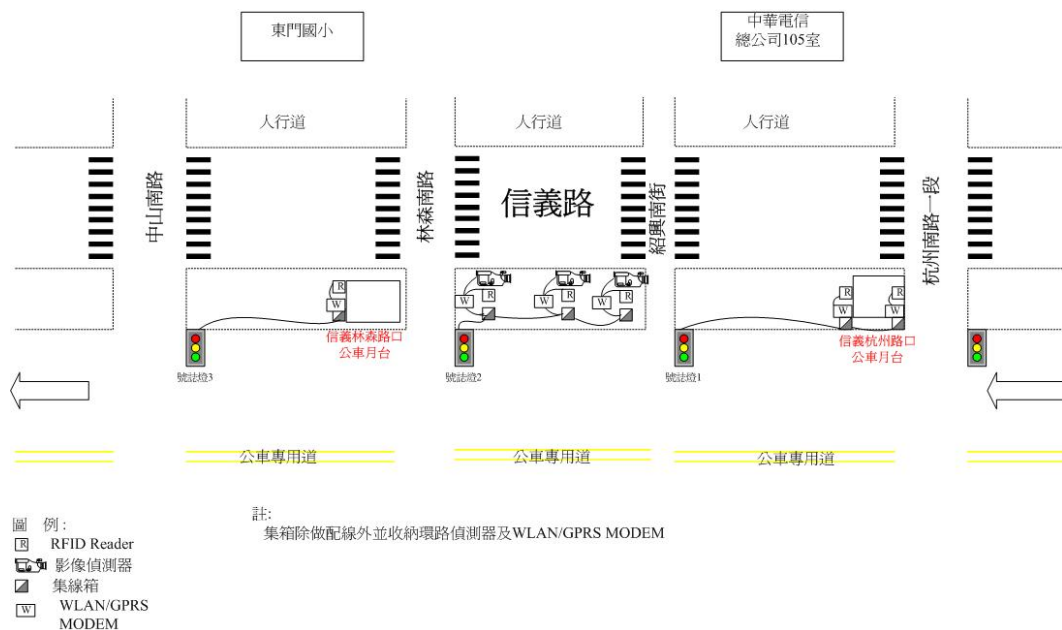 東門國小
中華電信
總公司105室
人行道
人行道
人行道
中山南路
林森南路
信義路
紹興南街
杭州南路一段
R
W
W
R
W
R
W
R
R
W
R
W
信義林森路口
公車月台
信義杭州路口
公車月台
號誌燈3
號誌燈2
號誌燈1
公車專用道
公車專用道
公車專用道
圖 例:
R RFID Reader
影像偵測器
集線箱
W WLAN/GPRS
MODEM
註:
集箱除做配線外並收納環路偵測器及WLAN/GPRS MODEM